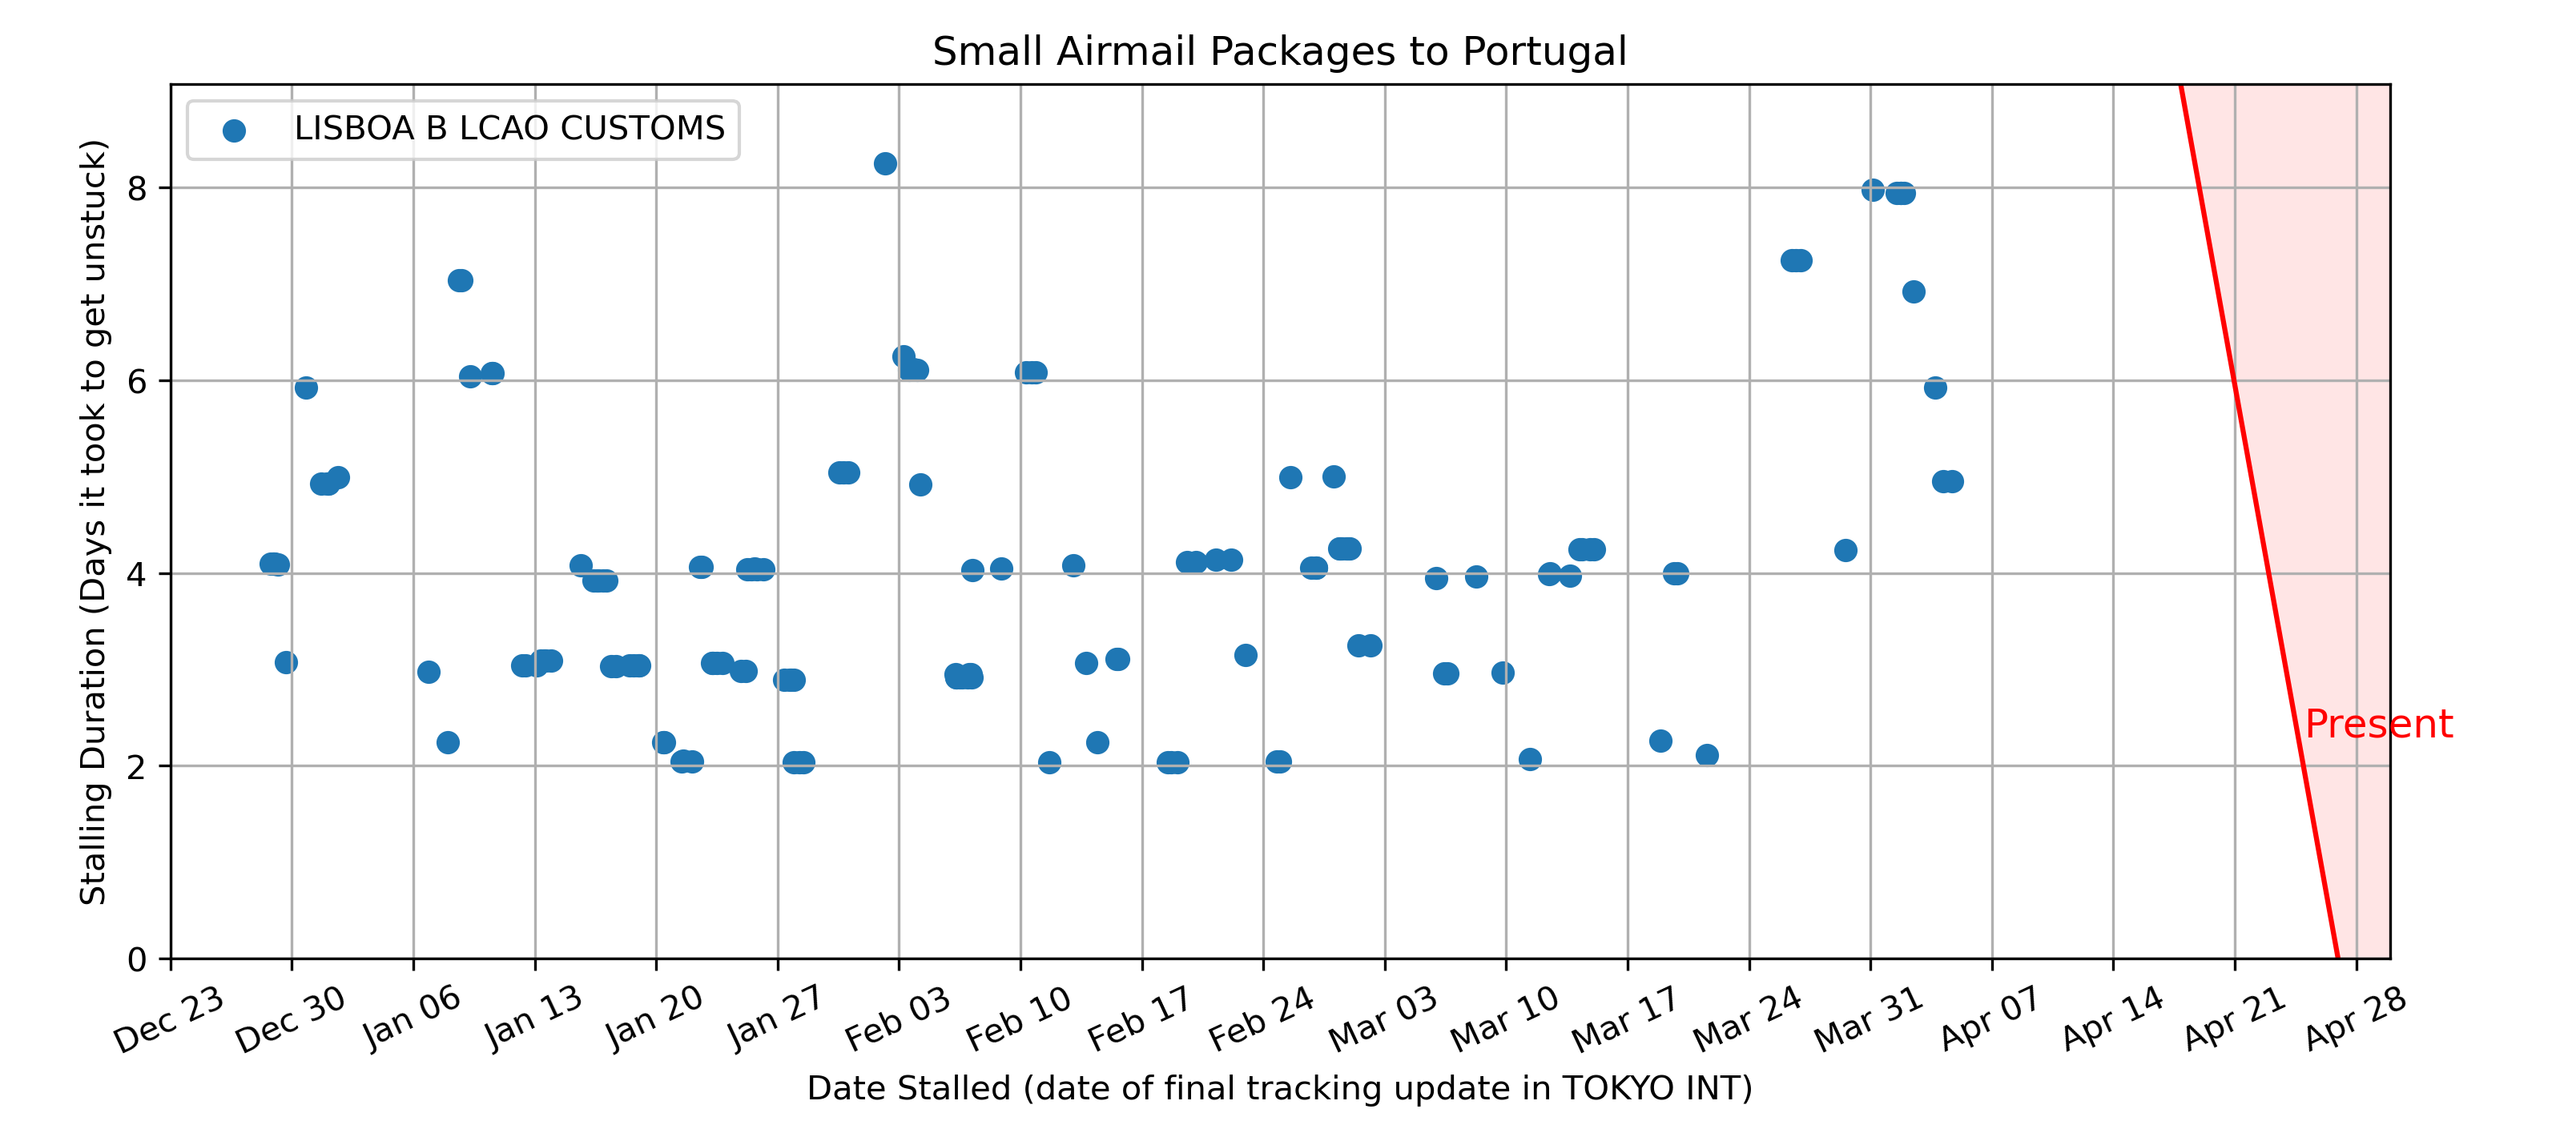 Small Airmail Packages to Portugal
LISBOA B LCAO CUSTOMS
Stalling Duration (Days it took to get unstuck)
8
6
4
2
0
Present
Dec 23 Dec 30 Jan 06 Jan 13 Jan 20 Jan 27 Feb 03 Feb 10 Feb 17 Feb 24 Mar 03 Mar 10 Mar 17 Mar 24 Mar 31 Apr 07 Apr 14 Apr 21 Apr 28
Date Stalled (date of final tracking update in TOKYO INT)